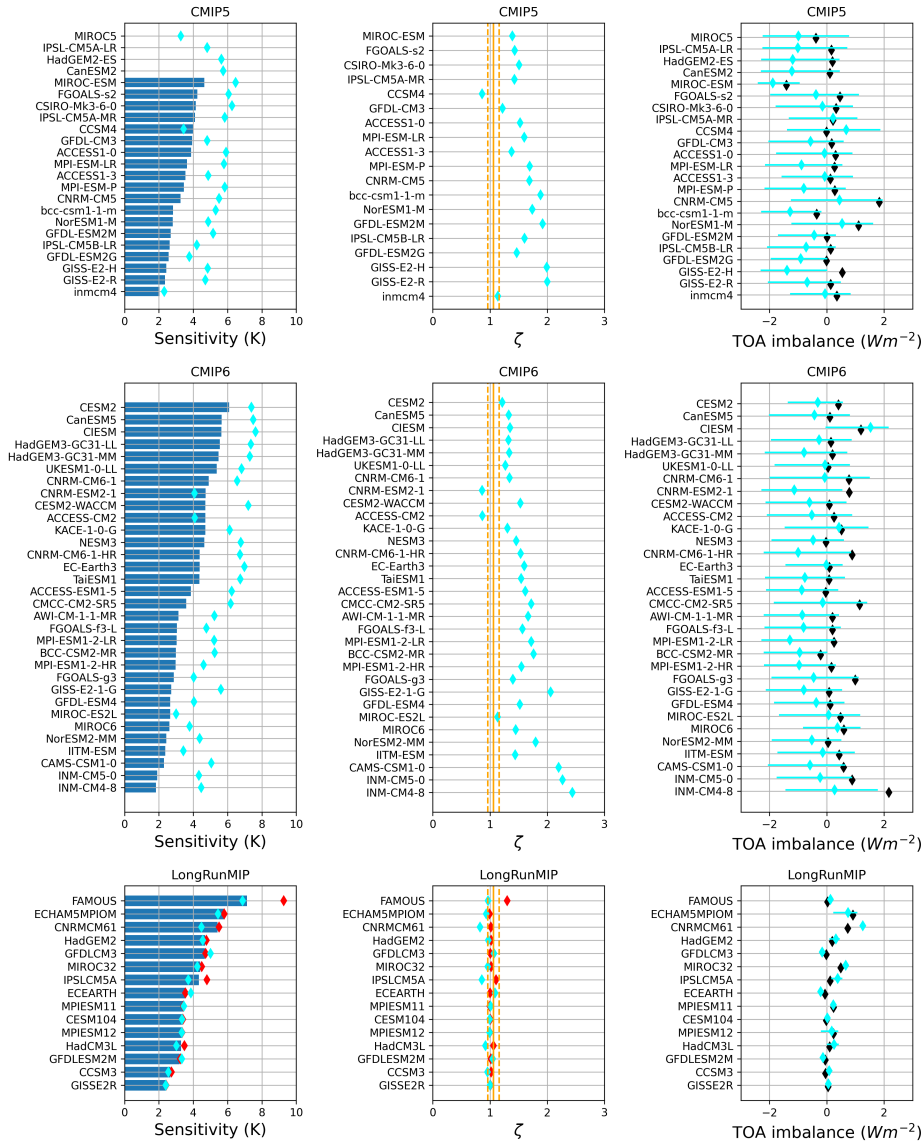 CMIP5
MIROC5
IPSL-CM5A-LR
HadGEM2-ES
CanESM2
MIROC-ESM
FGOALS-s2
CSIRO-Mk3-6-0
IPSL-CM5A-MR
CCSM4
GFDL-CM3
ACCESS1-0
MPI-ESM-LR
ACCESS1-3
MPI-ESM-P
CNRM-CM5
bcc-csm1-1-m
NorESM1-M
GFDL-ESM2M
IPSL-CM5B-LR
GFDL-ESM2G
GISS-E2-H
GISS-E2-R
inmcm4
0 2 4 6 8 10
Sensitivity (K)
CMIP5
MIROC-ESM
FGOALS-s2
CSIRO-Mk3-6-0
IPSL-CM5A-MR
CCSM4
GFDL-CM3
ACCESS1-0
MPI-ESM-LR
ACCESS1-3
MPI-ESM-P
CNRM-CM5
bcc-csm1-1-m
NorESM1-M
GFDL-ESM2M
IPSL-CM5B-LR
GFDL-ESM2G
GISS-E2-H
GISS-E2-R
inmcm4
0 1 2 3
ζ
CMIP5
MIROC5
IPSL-CM5A-LR
HadGEM2-ES
CanESM2
MIROC-ESM
FGOALS-s2
CSIRO-Mk3-6-0
IPSL-CM5A-MR
CCSM4
GFDL-CM3
ACCESS1-0
MPI-ESM-LR
ACCESS1-3
MPI-ESM-P
CNRM-CM5
bcc-csm1-1-m
NorESM1-M
GFDL-ESM2M
IPSL-CM5B-LR
GFDL-ESM2G
GISS-E2-H
GISS-E2-R
inmcm4
−2 0 2
TOA imbalance (Wm⁻²)
CMIP6
CESM2
CanESM5
CIESM
HadGEM3-GC31-LL
HadGEM3-GC31-MM
UKESM1-0-LL
CNRM-CM6-1
CNRM-ESM2-1
CESM2-WACCM
ACCESS-CM2
KACE-1-0-G
NESM3
CNRM-CM6-1-HR
EC-Earth3
TaiESM1
ACCESS-ESM1-5
CMCC-CM2-SR5
AWI-CM-1-1-MR
FGOALS-f3-L
MPI-ESM1-2-LR
BCC-CSM2-MR
MPI-ESM1-2-HR
FGOALS-g3
GISS-E2-1-G
GFDL-ESM4
MIROC-ES2L
MIROC6
NorESM2-MM
IITM-ESM
CAMS-CSM1-0
INM-CM5-0
INM-CM4-8
0 2 4 6 8 10
Sensitivity (K)
CMIP6
CESM2
CanESM5
CIESM
HadGEM3-GC31-LL
HadGEM3-GC31-MM
UKESM1-0-LL
CNRM-CM6-1
CNRM-ESM2-1
CESM2-WACCM
ACCESS-CM2
KACE-1-0-G
NESM3
CNRM-CM6-1-HR
EC-Earth3
TaiESM1
ACCESS-ESM1-5
CMCC-CM2-SR5
AWI-CM-1-1-MR
FGOALS-f3-L
MPI-ESM1-2-LR
BCC-CSM2-MR
MPI-ESM1-2-HR
FGOALS-g3
GISS-E2-1-G
GFDL-ESM4
MIROC-ES2L
MIROC6
NorESM2-MM
IITM-ESM
CAMS-CSM1-0
INM-CM5-0
INM-CM4-8
0 1 2 3
ζ
CMIP6
CESM2
CanESM5
CIESM
HadGEM3-GC31-LL
HadGEM3-GC31-MM
UKESM1-0-LL
CNRM-CM6-1
CNRM-ESM2-1
CESM2-WACCM
ACCESS-CM2
KACE-1-0-G
NESM3
CNRM-CM6-1-HR
EC-Earth3
TaiESM1
ACCESS-ESM1-5
CMCC-CM2-SR5
AWI-CM-1-1-MR
FGOALS-f3-L
MPI-ESM1-2-LR
BCC-CSM2-MR
MPI-ESM1-2-HR
FGOALS-g3
GISS-E2-1-G
GFDL-ESM4
MIROC-ES2L
MIROC6
NorESM2-MM
IITM-ESM
CAMS-CSM1-0
INM-CM5-0
INM-CM4-8
−2 0 2
TOA imbalance (Wm⁻²)
LongRunMIP
FAMOUS
ECHAM5MPIOM
CNRMCM61
HadGEM2
GFDLCM3
MIROC32
IPSLCM5A
ECEARTH
MPIESM11
CESM104
MPIESM12
HadCM3L
GFDLESM2M
CCSM3
GISSE2R
0 2 4 6 8 10
Sensitivity (K)
LongRunMIP
FAMOUS
ECHAM5MPIOM
CNRMCM61
HadGEM2
GFDLCM3
MIROC32
IPSLCM5A
ECEARTH
MPIESM11
CESM104
MPIESM12
HadCM3L
GFDLESM2M
CCSM3
GISSE2R
0 1 2 3
ζ
LongRunMIP
FAMOUS
ECHAM5MPIOM
CNRMCM61
HadGEM2
GFDLCM3
MIROC32
IPSLCM5A
ECEARTH
MPIESM11
CESM104
MPIESM12
HadCM3L
GFDLESM2M
CCSM3
GISSE2R
−2 0 2
TOA imbalance (Wm⁻²)